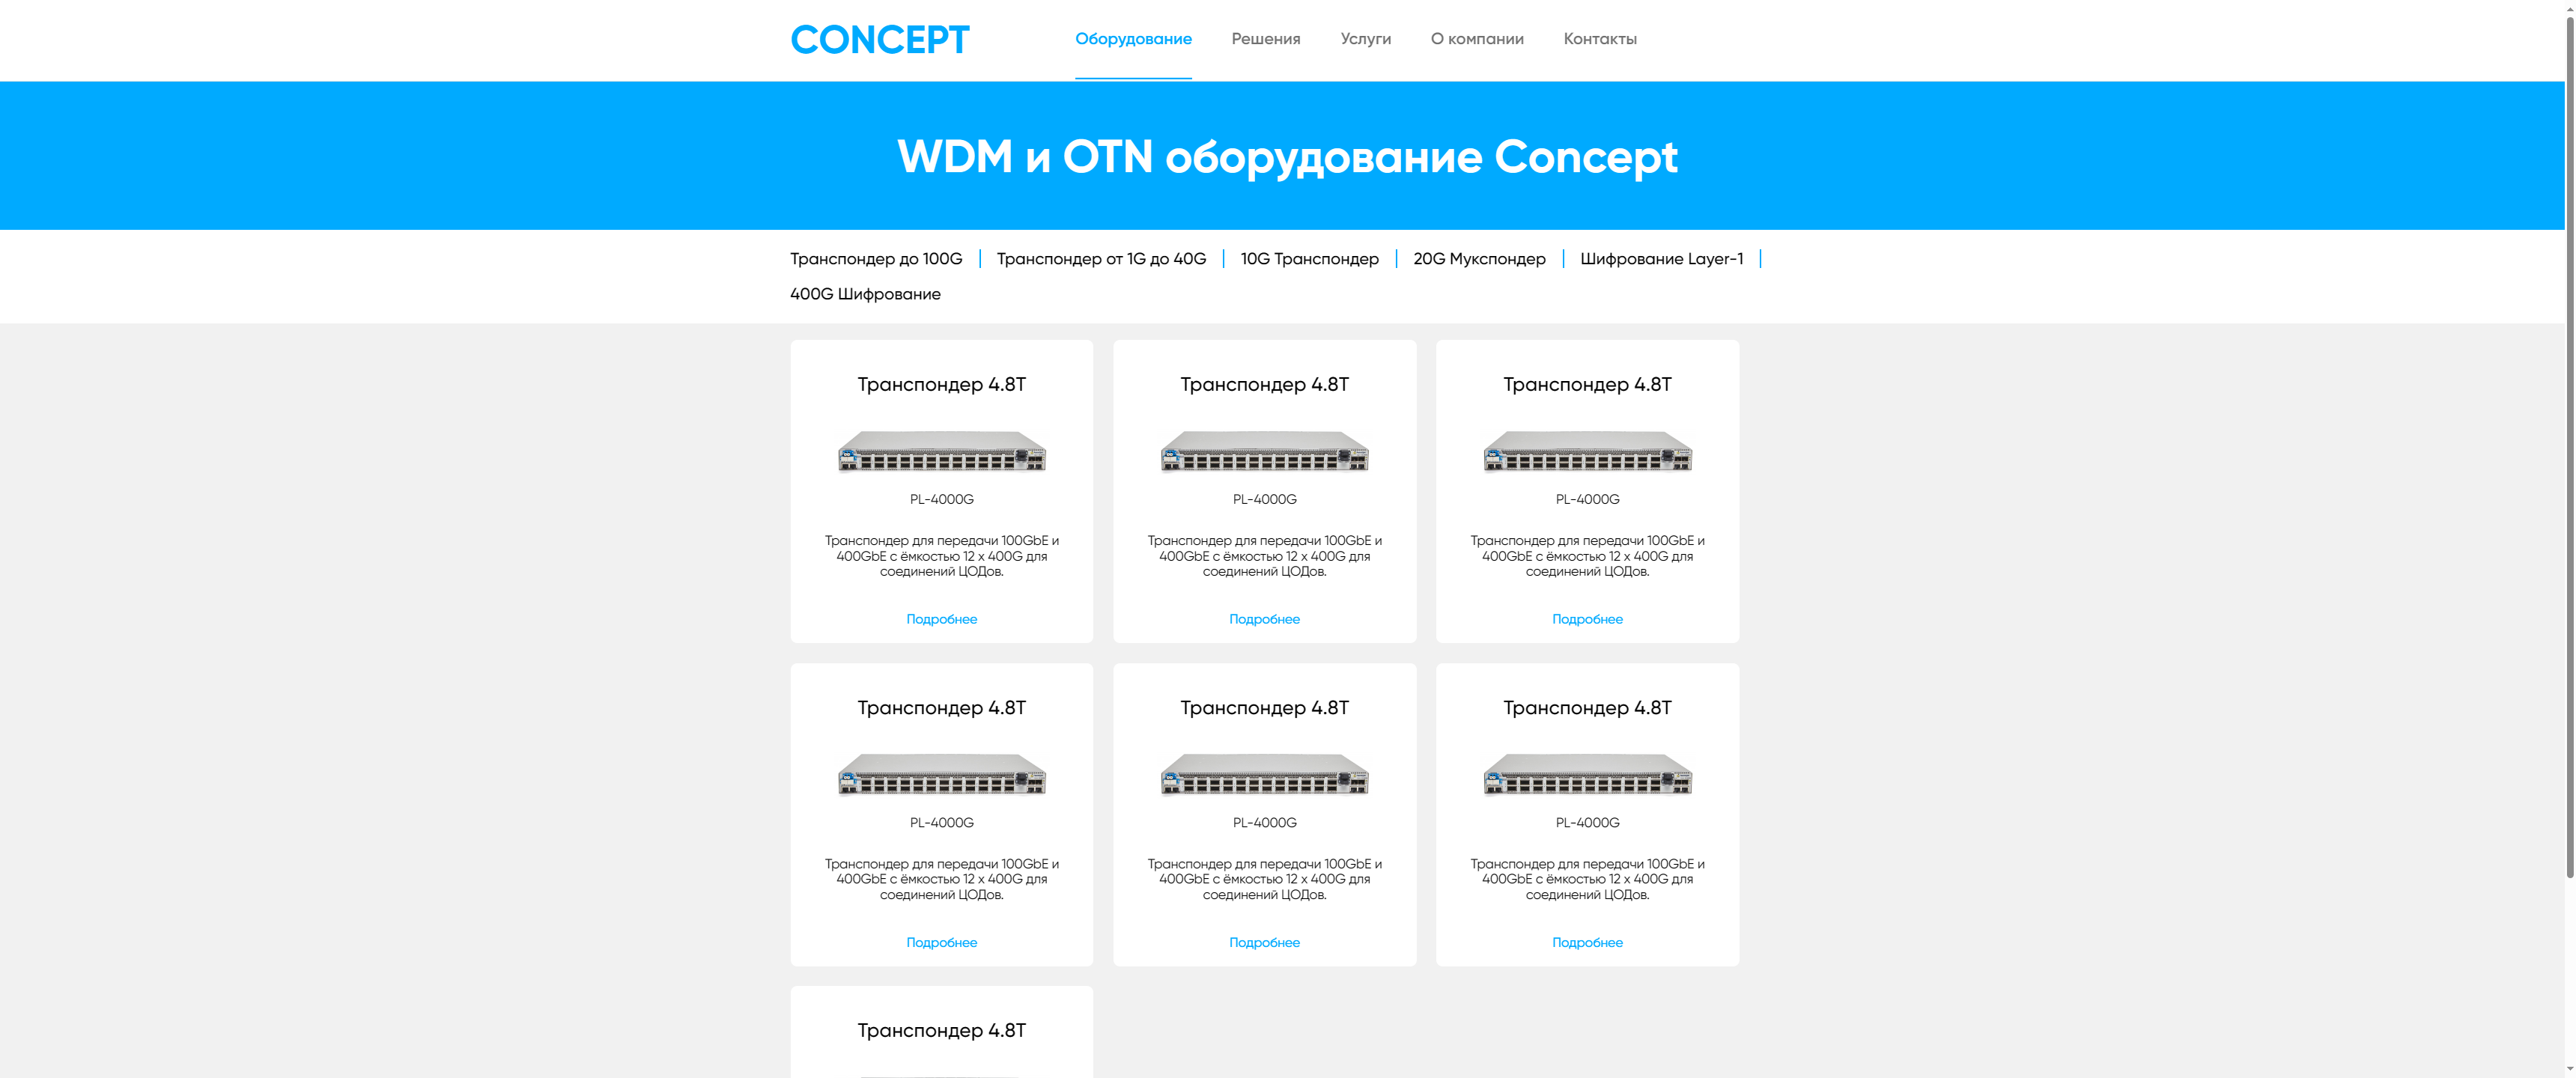 CONCEPT
Оборудование Решения Услуги О компании Контакты
WDM и OTN оборудование Concept
Транспондер до 100G Транспондер от 1G до 40G 10G Транспондер 20G Мукспондер Шифрование Layer-1
400G Шифрование
Транспондер 4.8T
PL-4000G
Транспондер для передачи 100GbE и
400GbE с ёмкостью 12 x 400G для
соединений ЦОДов.
Подробнее
Транспондер 4.8T
PL-4000G
Транспондер для передачи 100GbE и
400GbE с ёмкостью 12 x 400G для
соединений ЦОДов.
Подробнее
Транспондер 4.8T
PL-4000G
Транспондер для передачи 100GbE и
400GbE с ёмкостью 12 x 400G для
соединений ЦОДов.
Подробнее
Транспондер 4.8T
PL-4000G
Транспондер для передачи 100GbE и
400GbE с ёмкостью 12 x 400G для
соединений ЦОДов.
Подробнее
Транспондер 4.8T
PL-4000G
Транспондер для передачи 100GbE и
400GbE с ёмкостью 12 x 400G для
соединений ЦОДов.
Подробнее
Транспондер 4.8T
PL-4000G
Транспондер для передачи 100GbE и
400GbE с ёмкостью 12 x 400G для
соединений ЦОДов.
Подробнее
Транспондер 4.8T